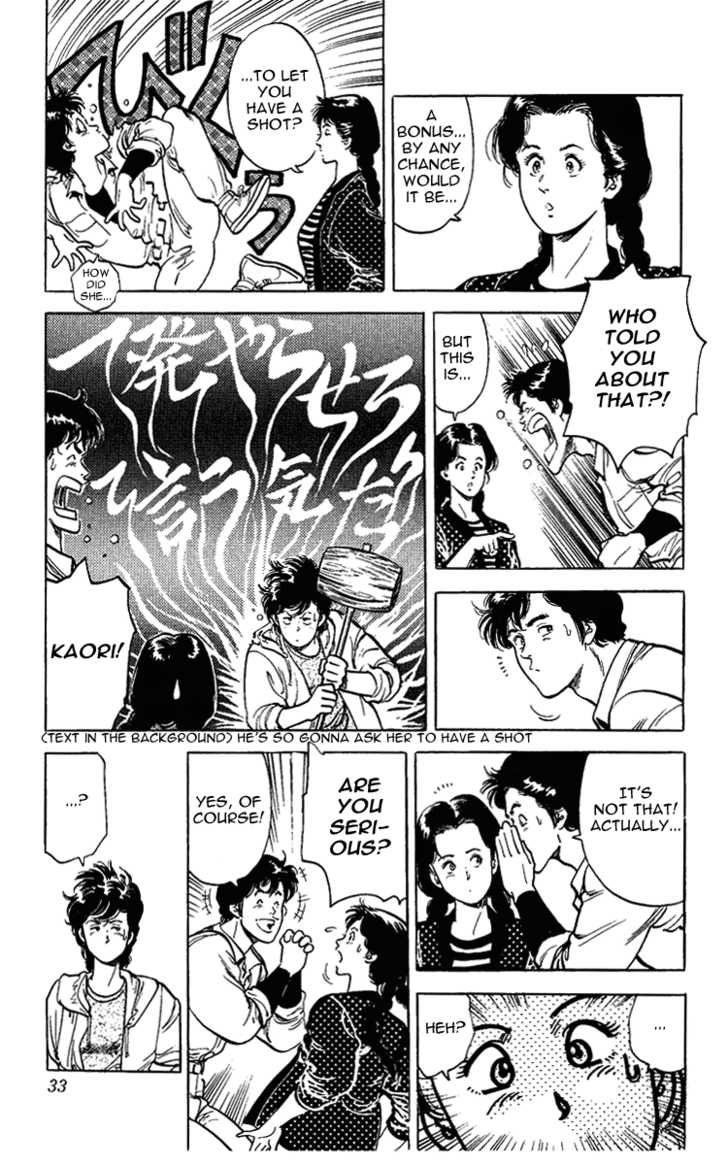 A
BONUS...
BY ANY
CHANCE,
WOULD
IT BE...
...TO LET
YOU
HAVE A
SHOT?
びくう
HOW
DID
SHE...
WHO
TOLD
YOU
ABOUT
THAT?!
BUT
THIS
IS...
一発やらせろ
言う気だ
KAORI!
(TEXT IN THE BACKGROUND) HE'S SO GONNA ASK HER TO HAVE A SHOT
IT'S
NOT THAT!
ACTUALLY...
...
HEH?
ARE
YOU
SERI-
OUS?
YES, OF
COURSE!
...?
33